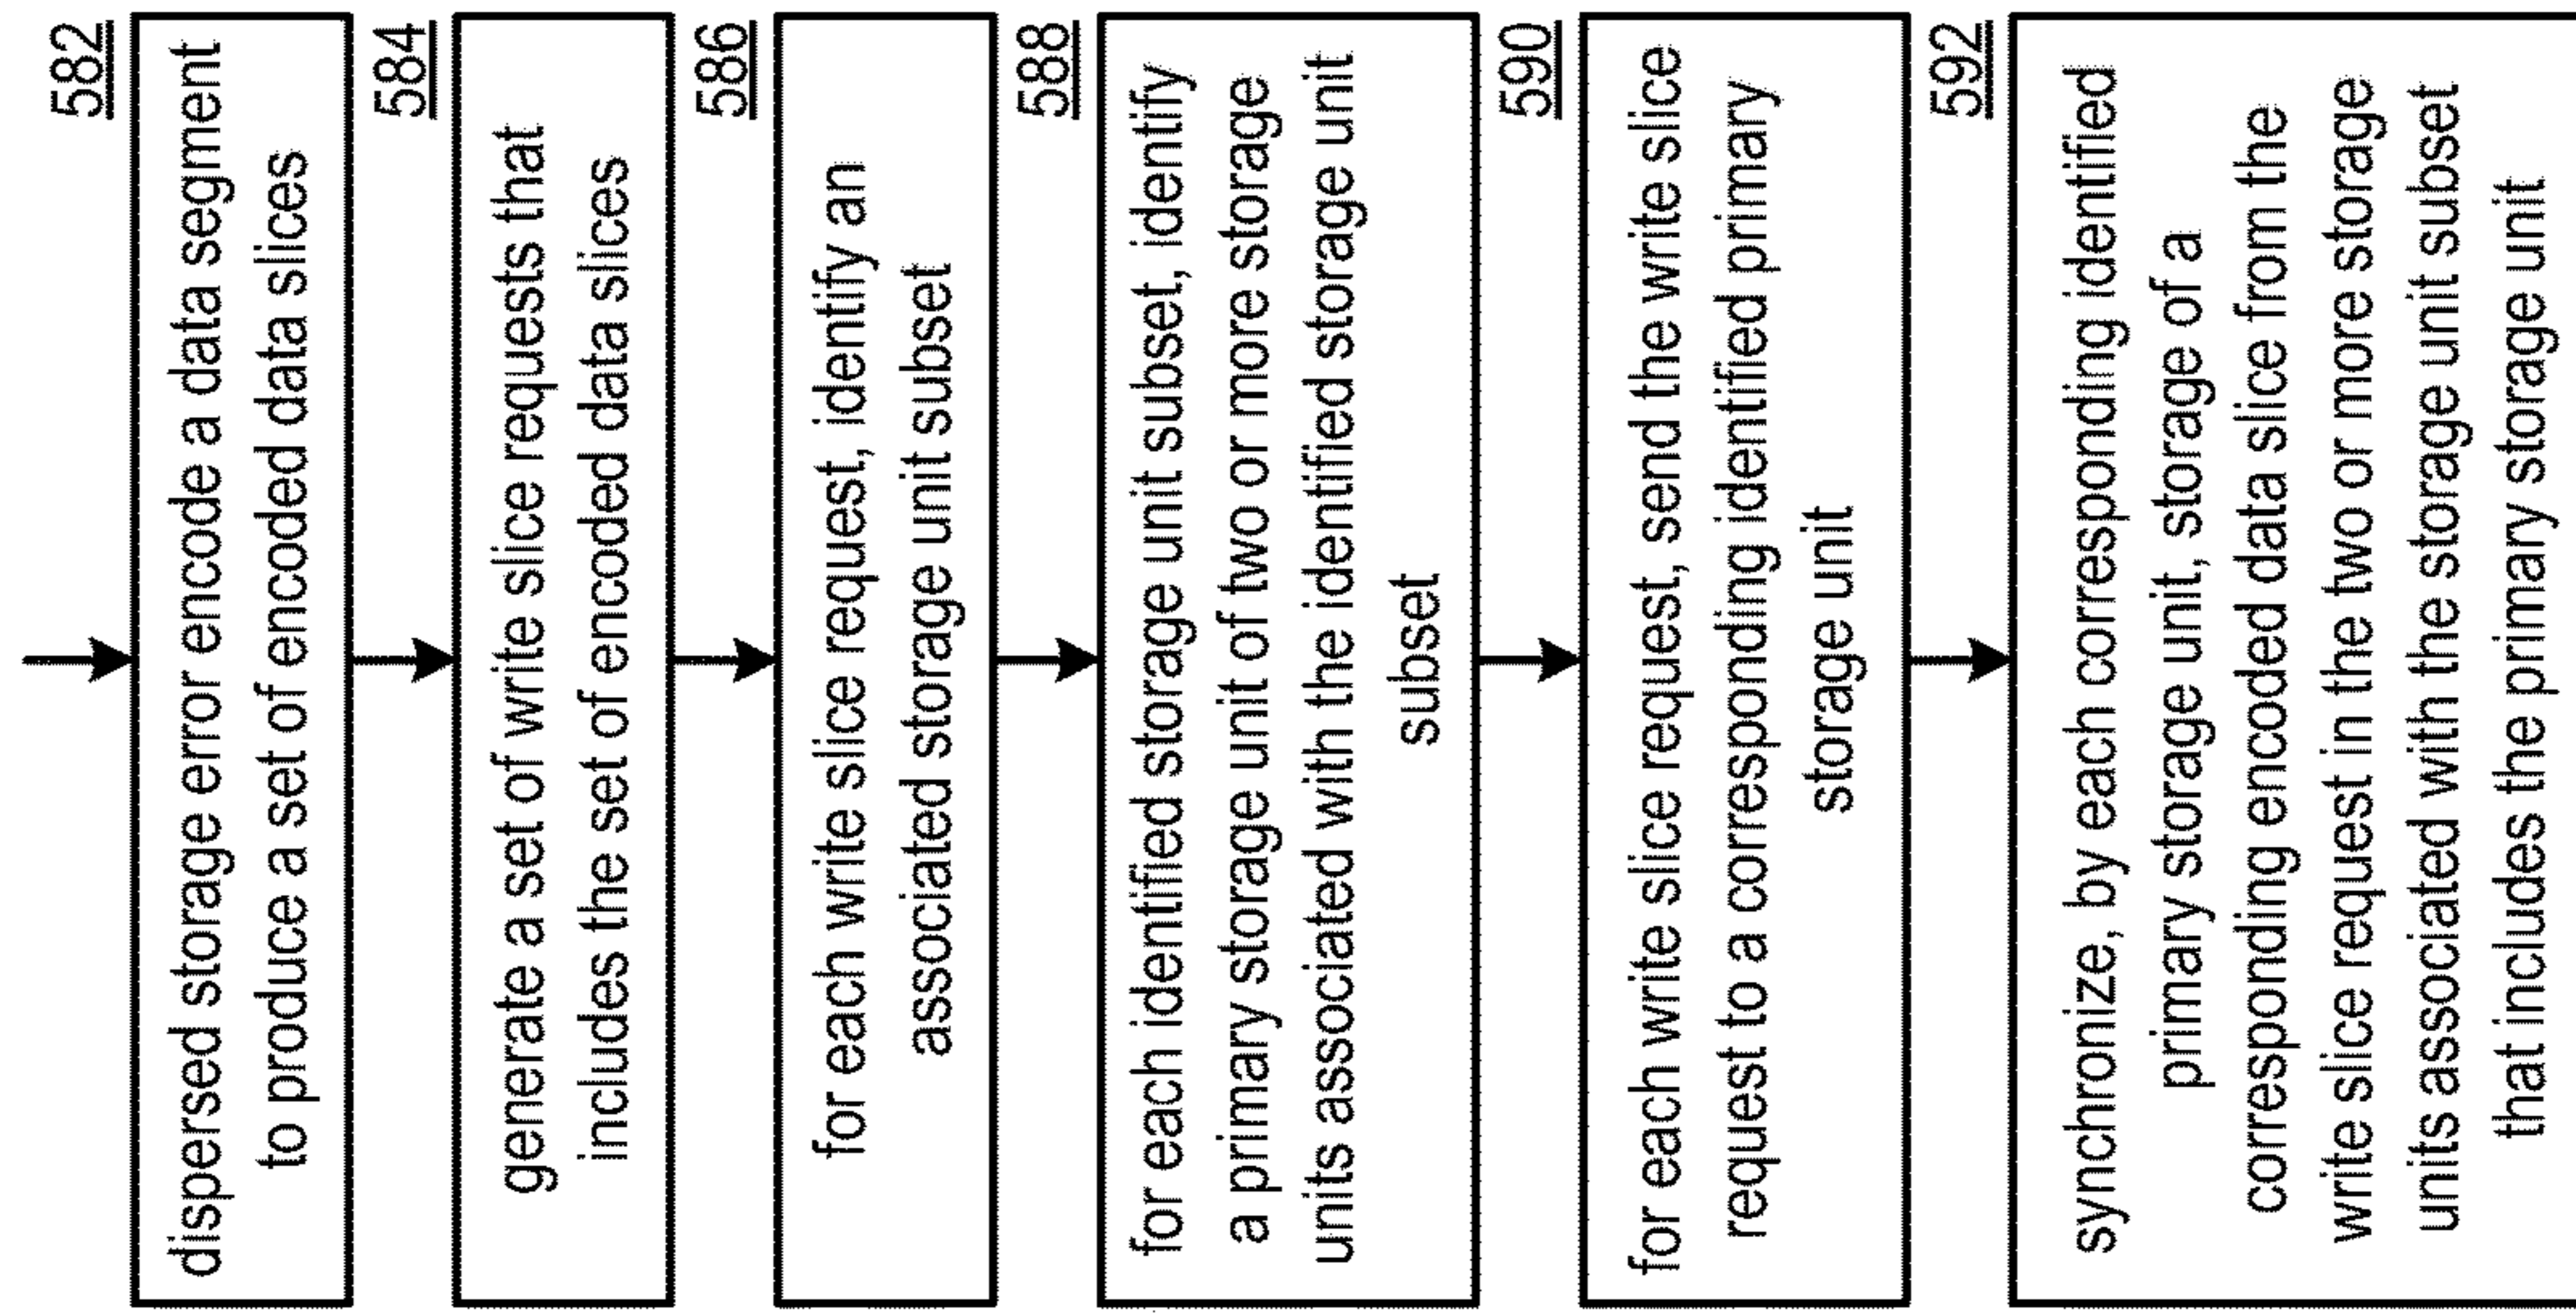 582
dispersed storage error encode a data segment
to produce a set of encoded data slices
584
generate a set of write slice requests that
includes the set of encoded data slices
586
for each write slice request, identify an
associated storage unit subset
588
for each identified storage unit subset, identify
a primary storage unit of two or more storage
units associated with the identified storage unit
subset
590
for each write slice request, send the write slice
request to a corresponding identified primary
storage unit
592
synchronize, by each corresponding identified
primary storage unit, storage of a
corresponding encoded data slice from the
write slice request in the two or more storage
units associated with the storage unit subset
that includes the primary storage unit